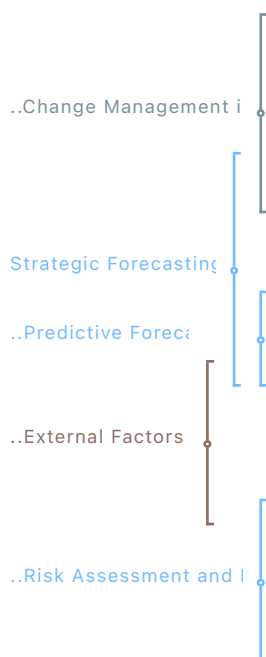 ..Change Management i
Strategic Forecasting
..Predictive Foreca
..External Factors
..Risk Assessment and